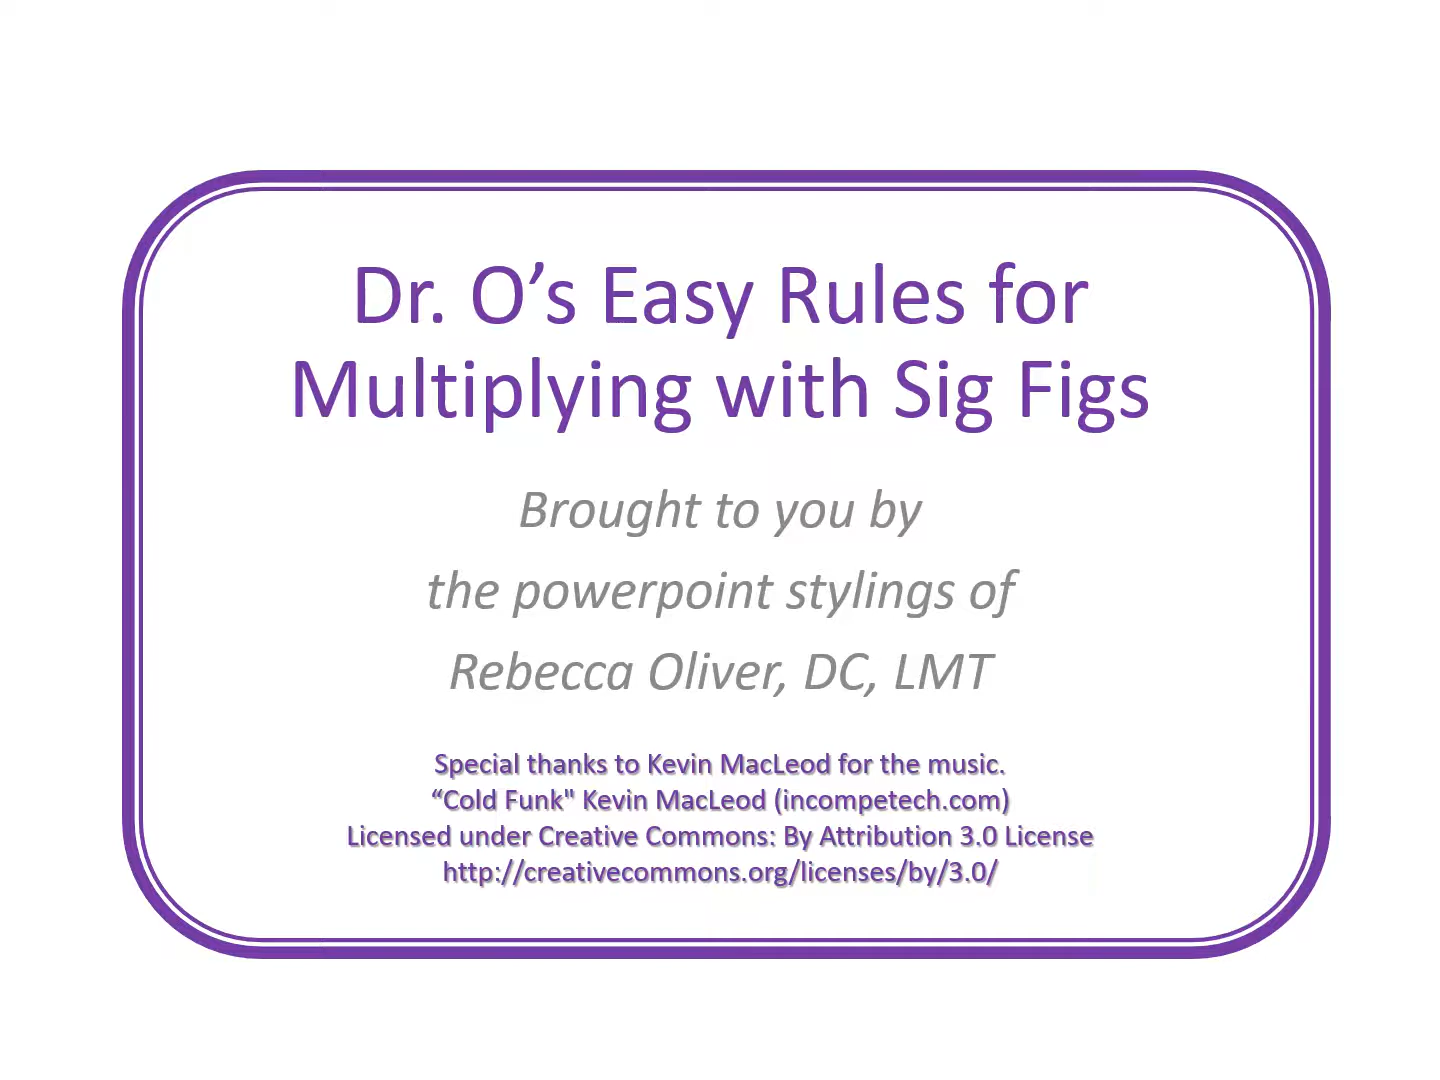 Dr. O’s Easy Rules for
Multiplying with Sig Figs
Brought to you by
the powerpoint stylings of
Rebecca Oliver, DC, LMT
Special thanks to Kevin MacLeod for the music.
“Cold Funk" Kevin MacLeod (incompetech.com)
Licensed under Creative Commons: By Attribution 3.0 License
http://creativecommons.org/licenses/by/3.0/